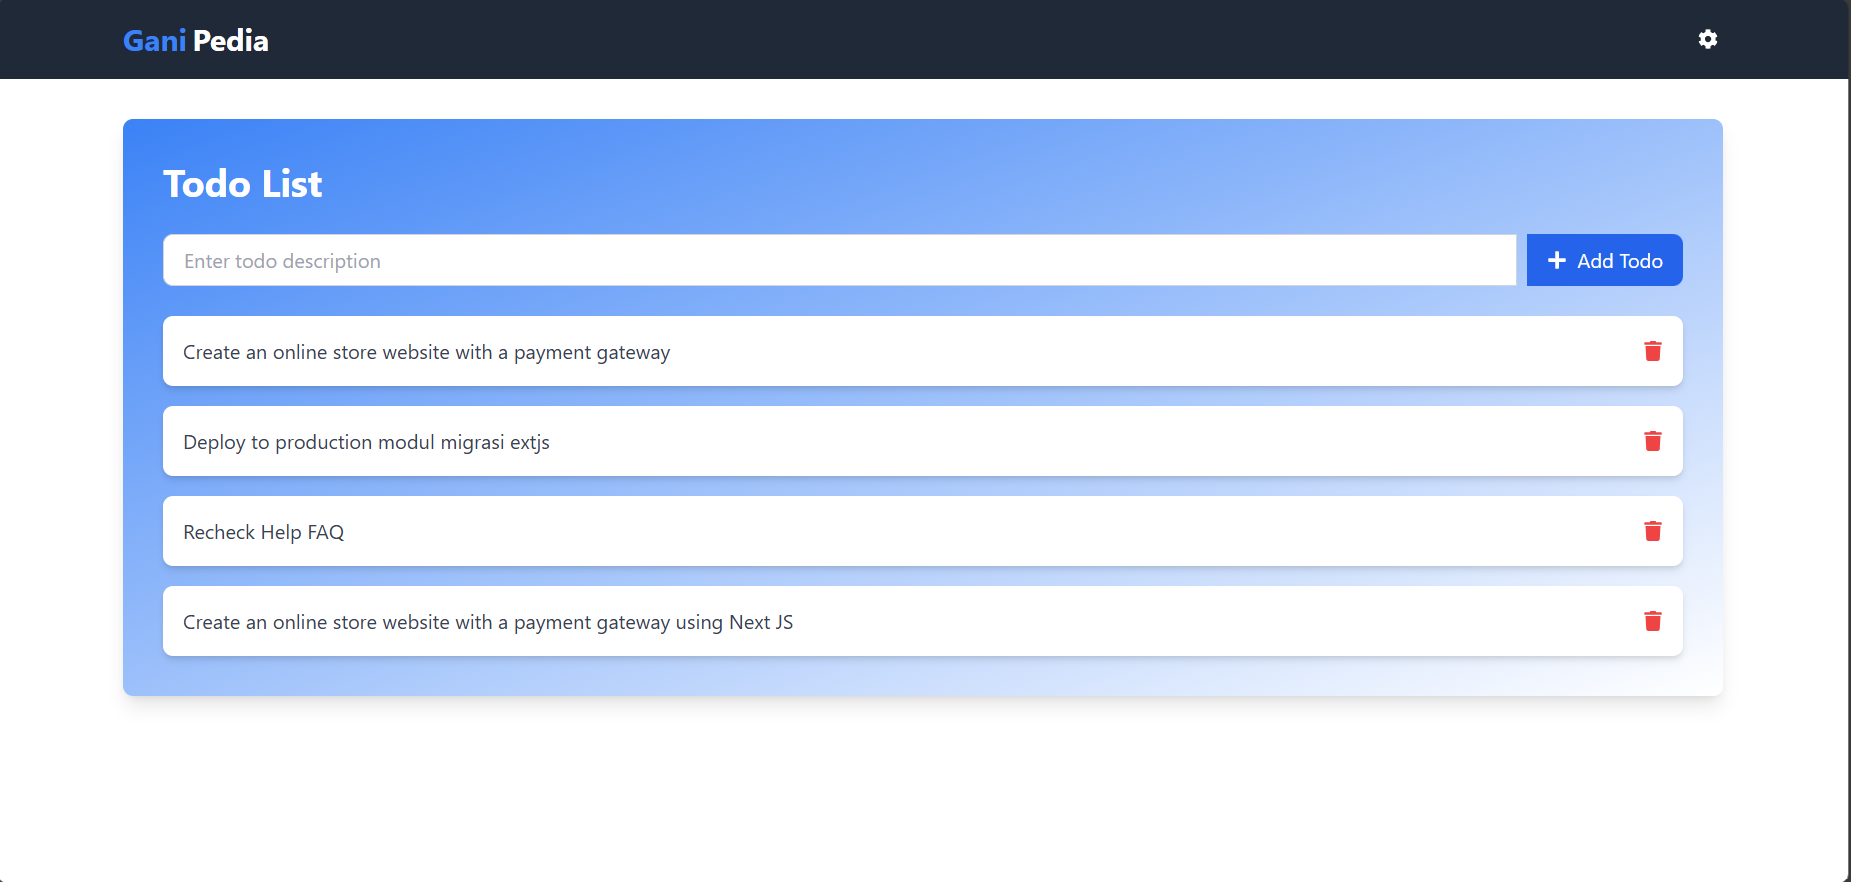 Gani Pedia
Todo List
Enter todo description
Add Todo
Create an online store website with a payment gateway
Deploy to production modul migrasi extjs
Recheck Help FAQ
Create an online store website with a payment gateway using Next JS